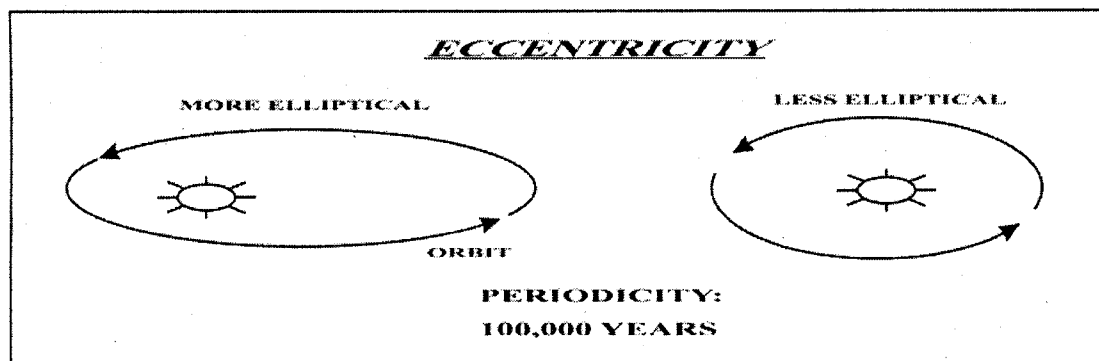 ECCENTRICITY
MORE ELLIPTICAL
LESS ELLIPTICAL
ORBIT
PERIODICITY:
100,000 YEARS